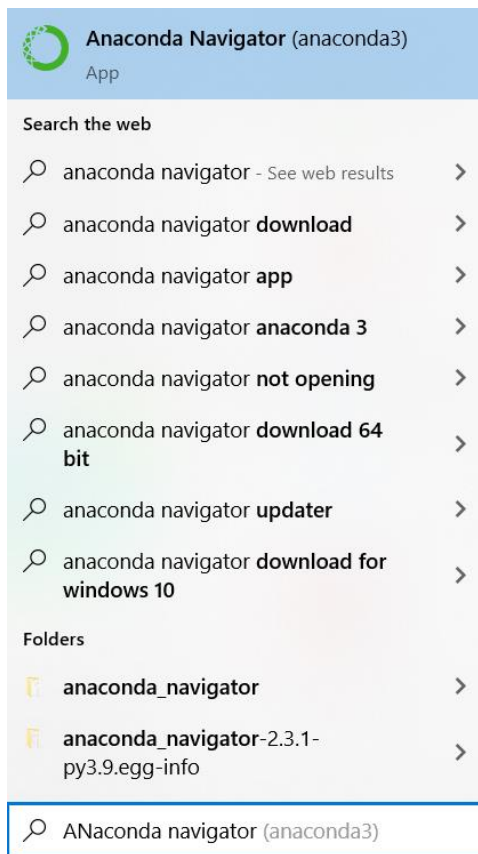 Anaconda Navigator (anaconda3)
App
Search the web
anaconda navigator - See web results
anaconda navigator download
anaconda navigator app
anaconda navigator anaconda 3
anaconda navigator not opening
anaconda navigator download 64
bit
anaconda navigator updater
anaconda navigator download for
windows 10
Folders
anaconda_navigator
anaconda_navigator-2.3.1-
py3.9.egg-info
ANaconda navigator (anaconda3)